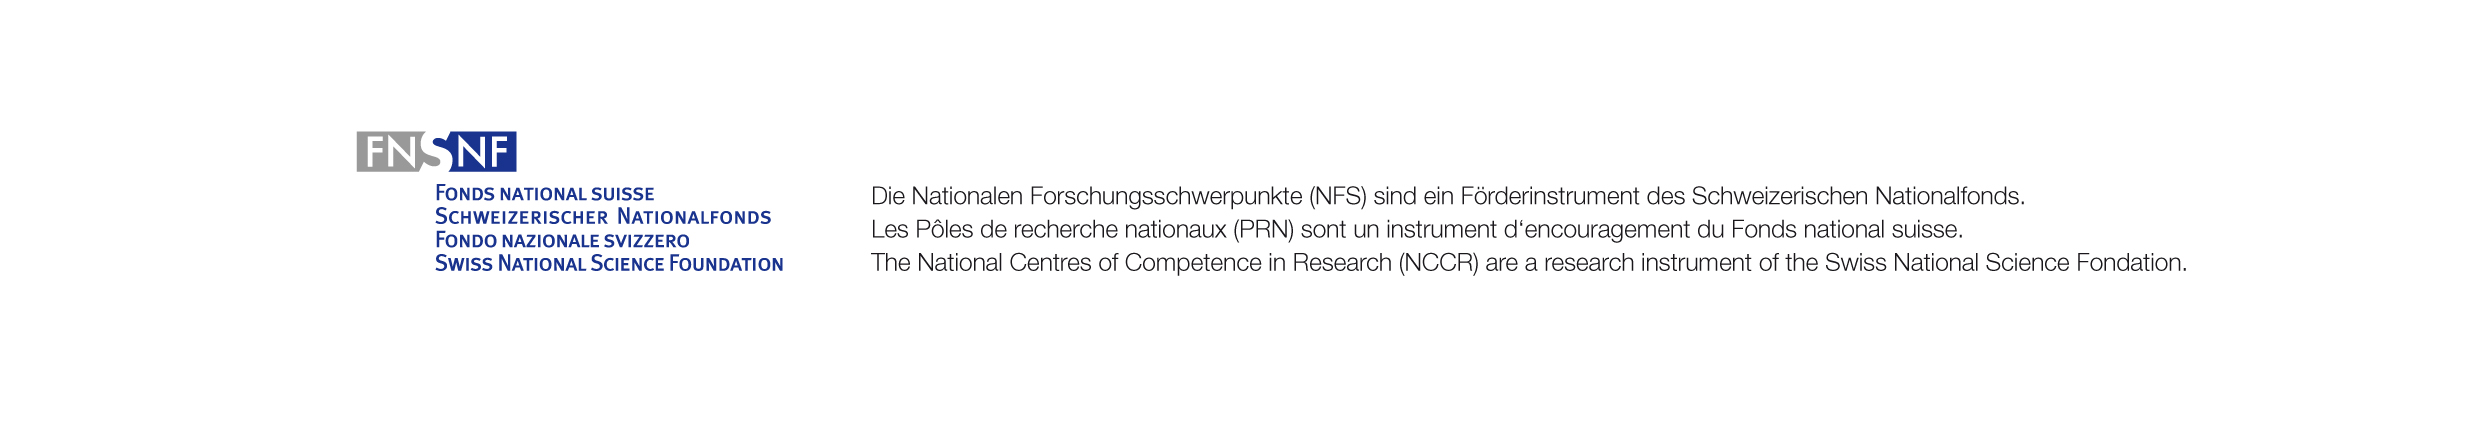 FNSNF
FONDS NATIONAL SUISSE
SCHWEIZERISCHER NATIONALFONDS
FONDO NAZIONALE SVIZZERO
SWISS NATIONAL SCIENCE FOUNDATION
Die Nationalen Forschungsschwerpunkte (NFS) sind ein Förderinstrument des Schweizerischen Nationalfonds.
Les Pôles de recherche nationaux (PRN) sont un instrument d‘encouragement du Fonds national suisse.
The National Centres of Competence in Research (NCCR) are a research instrument of the Swiss National Science Fondation.